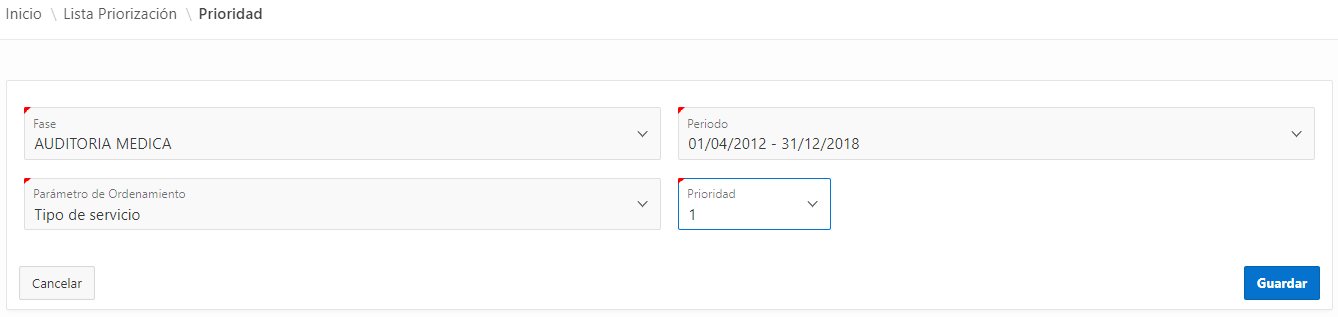 Inicio \ Lista Priorización \ Prioridad
Fase
AUDITORIA MEDICA
Periodo
01/04/2012 - 31/12/2018
Parámetro de Ordenamiento
Tipo de servicio
Prioridad
1
Cancelar
Guardar